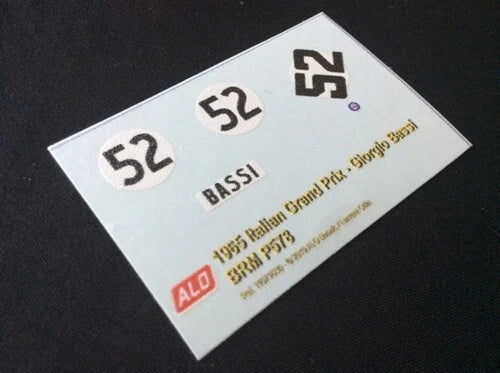 52
52
52
BASSI
1965 Italian Grand Prix - Giorgio Bassi
BRM P578
ALO